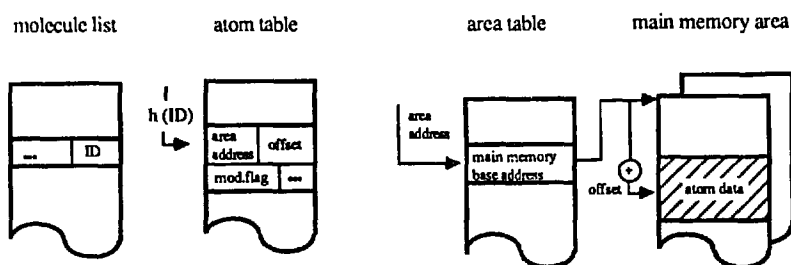 molecule list
atom table
area table
main memory area
h (ID)
... ID
area address
offset
mod.flag ...
area address
main memory base address
offset
+
atom data